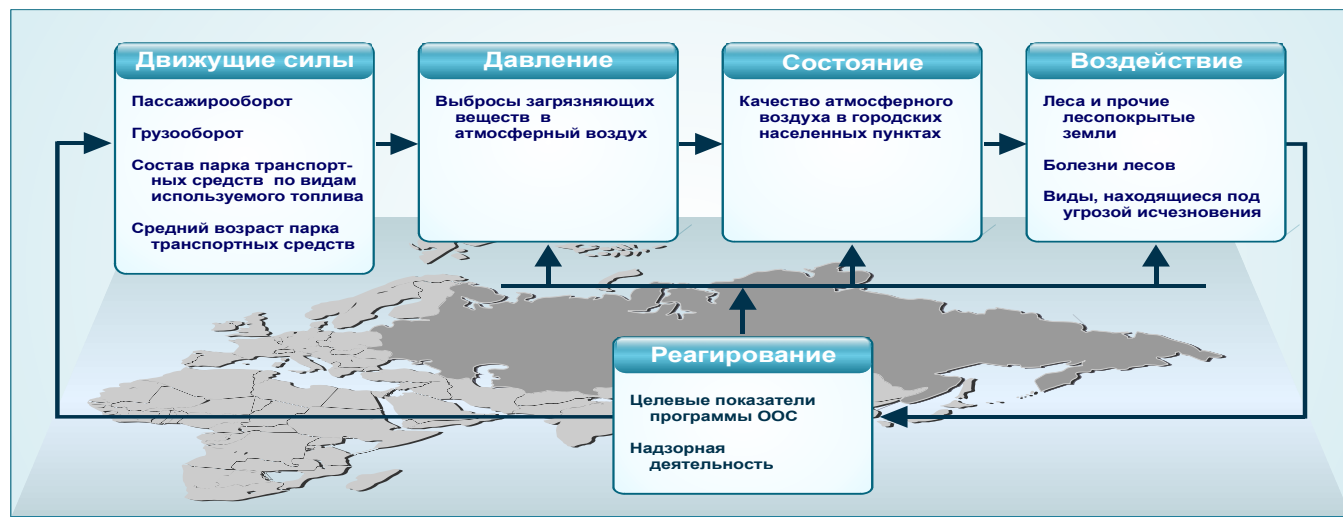 Движущие силы
Пассажирооборот
Грузооборот
Состав парка транспорт-
ных средств по видам
используемого топлива
Средний возраст парка
транспортных средств
Давление
Выбросы загрязняющих
веществ в
атмосферный воздух
Состояние
Качество атмосферного
воздуха в городских
населенных пунктах
Воздействие
Леса и прочие
лесопокрытые
земли
Болезни лесов
Виды, находящиеся под
угрозой исчезновения
Реагирование
Целевые показатели
программы ООС
Надзорная
деятельность